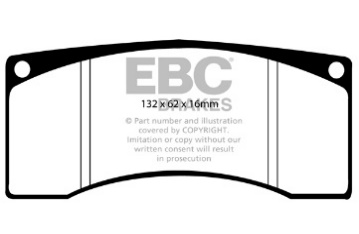 EBC
BRAKES
132 x 62 x 16mm
© Part number and illustration
covered by COPYRIGHT.
Imitation or copying without our
written consent will result
in prosecution